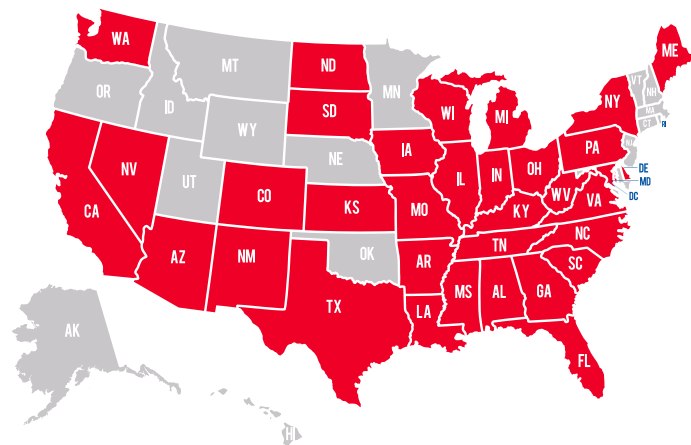 WA
MT
ND
MN
ME
OR
ID
WY
SD
WI
MI
NY
VT
NH
MA
CT
RI
NV
UT
CO
NE
IA
IL
IN
OH
PA
NJ
DE
MD
DC
CA
AZ
NM
KS
MO
KY
WV
VA
OK
AR
TN
NC
SC
TX
LA
MS
AL
GA
FL
AK
HI